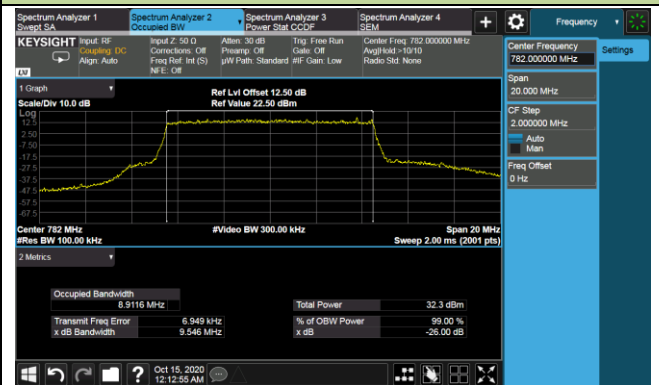 Spectrum Analyzer 1
Swept SA
Spectrum Analyzer 2
Occupied BW
Spectrum Analyzer 3
Power Stat CCDF
Spectrum Analyzer 4
SEM
+
Frequency
KEYSIGHT
Input: RF
Coupling: DC
Align: Auto
Input Z: 50 Ω
Corrections: Off
Freq Ref: Int (S)
NFE: Off
Atten: 30 dB
Preamp: Off
µW Path: Standard
Trig: Free Run
Gate: Off
#IF Gain: Low
Center Freq: 782.000000 MHz
Avg|Hold:>10/10
Radio Std: None
LXI
Center Frequency
782.000000 MHz
Settings
Span
20.000 MHz
CF Step
2.000000 MHz
Auto
Man
Freq Offset
0 Hz
1 Graph
Scale/Div 10.0 dB
Ref Lvl Offset 12.50 dB
Ref Value 22.50 dBm
Log
12.5
2.50
-7.50
-17.5
-27.5
-37.5
-47.5
-57.5
-67.5
Center 782 MHz
#Video BW 300.00 kHz
Span 20 MHz
#Res BW 100.00 kHz
Sweep 2.00 ms (2001 pts)
2 Metrics
Occupied Bandwidth
8.9116 MHz
Total Power 32.3 dBm
Transmit Freq Error 6.949 kHz
% of OBW Power 99.00 %
x dB Bandwidth 9.546 MHz
x dB -26.00 dB
?
Oct 15, 2020
12:12:55 AM